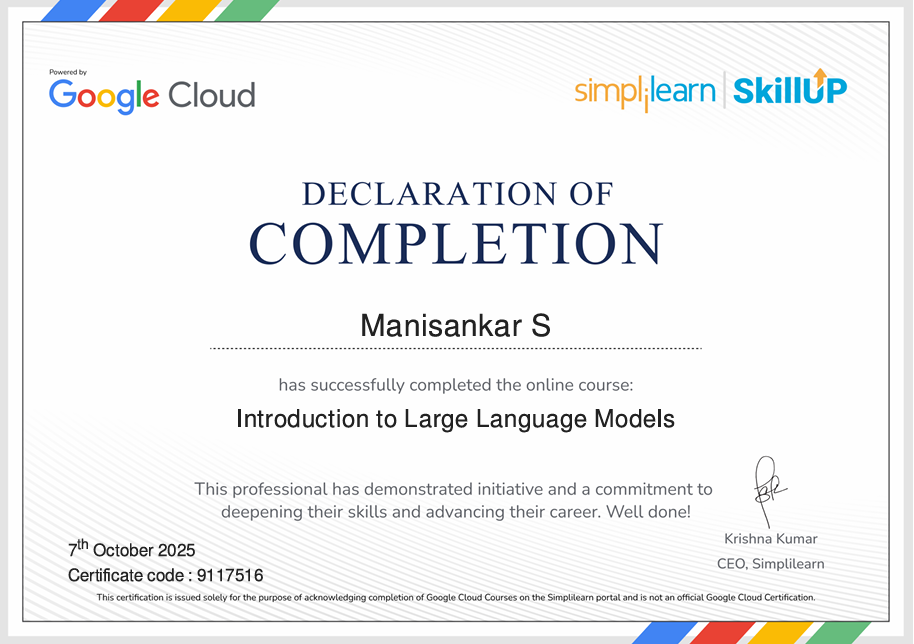 Powered by
Google Cloud
simplilearn | SkillUP
DECLARATION OF
COMPLETION
Manisankar S
has successfully completed the online course:
Introduction to Large Language Models
This professional has demonstrated initiative and a commitment to
deepening their skills and advancing their career. Well done!
Krishna Kumar
CEO, Simplilearn
7th October 2025
Certificate code : 9117516
This certification is issued solely for the purpose of acknowledging completion of Google Cloud Courses on the Simplilearn portal and is not an official Google Cloud Certification.